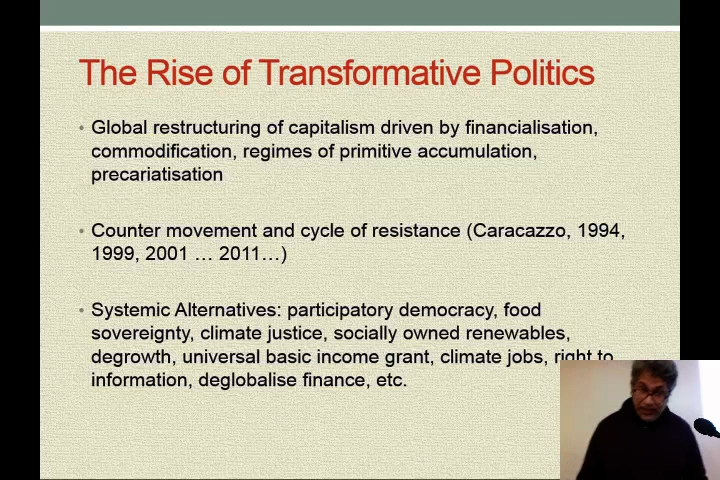 The Rise of Transformative Politics
• Global restructuring of capitalism driven by financialisation,
commodification, regimes of primitive accumulation,
precariatisation
• Counter movement and cycle of resistance (Caracazzo, 1994,
1999, 2001 … 2011…)
• Systemic Alternatives: participatory democracy, food
sovereignty, climate justice, socially owned renewables,
degrowth, universal basic income grant, climate jobs, right to
information, deglobalise finance, etc.